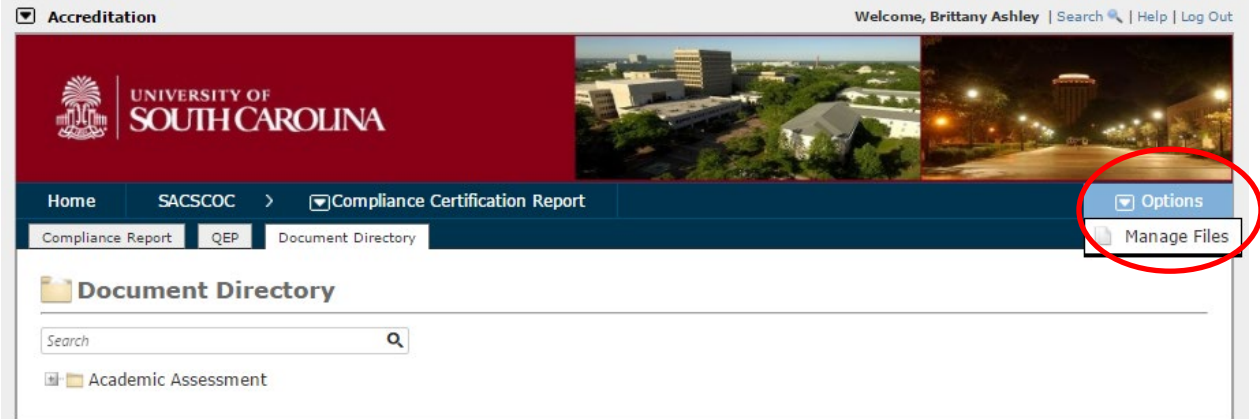 Accreditation
Welcome, Brittany Ashley | Search | Help | Log Out
UNIVERSITY OF
SOUTH CAROLINA
Home SACSCOC > Compliance Certification Report Options
Compliance Report QEP Document Directory Manage Files
Document Directory
Search
Academic Assessment